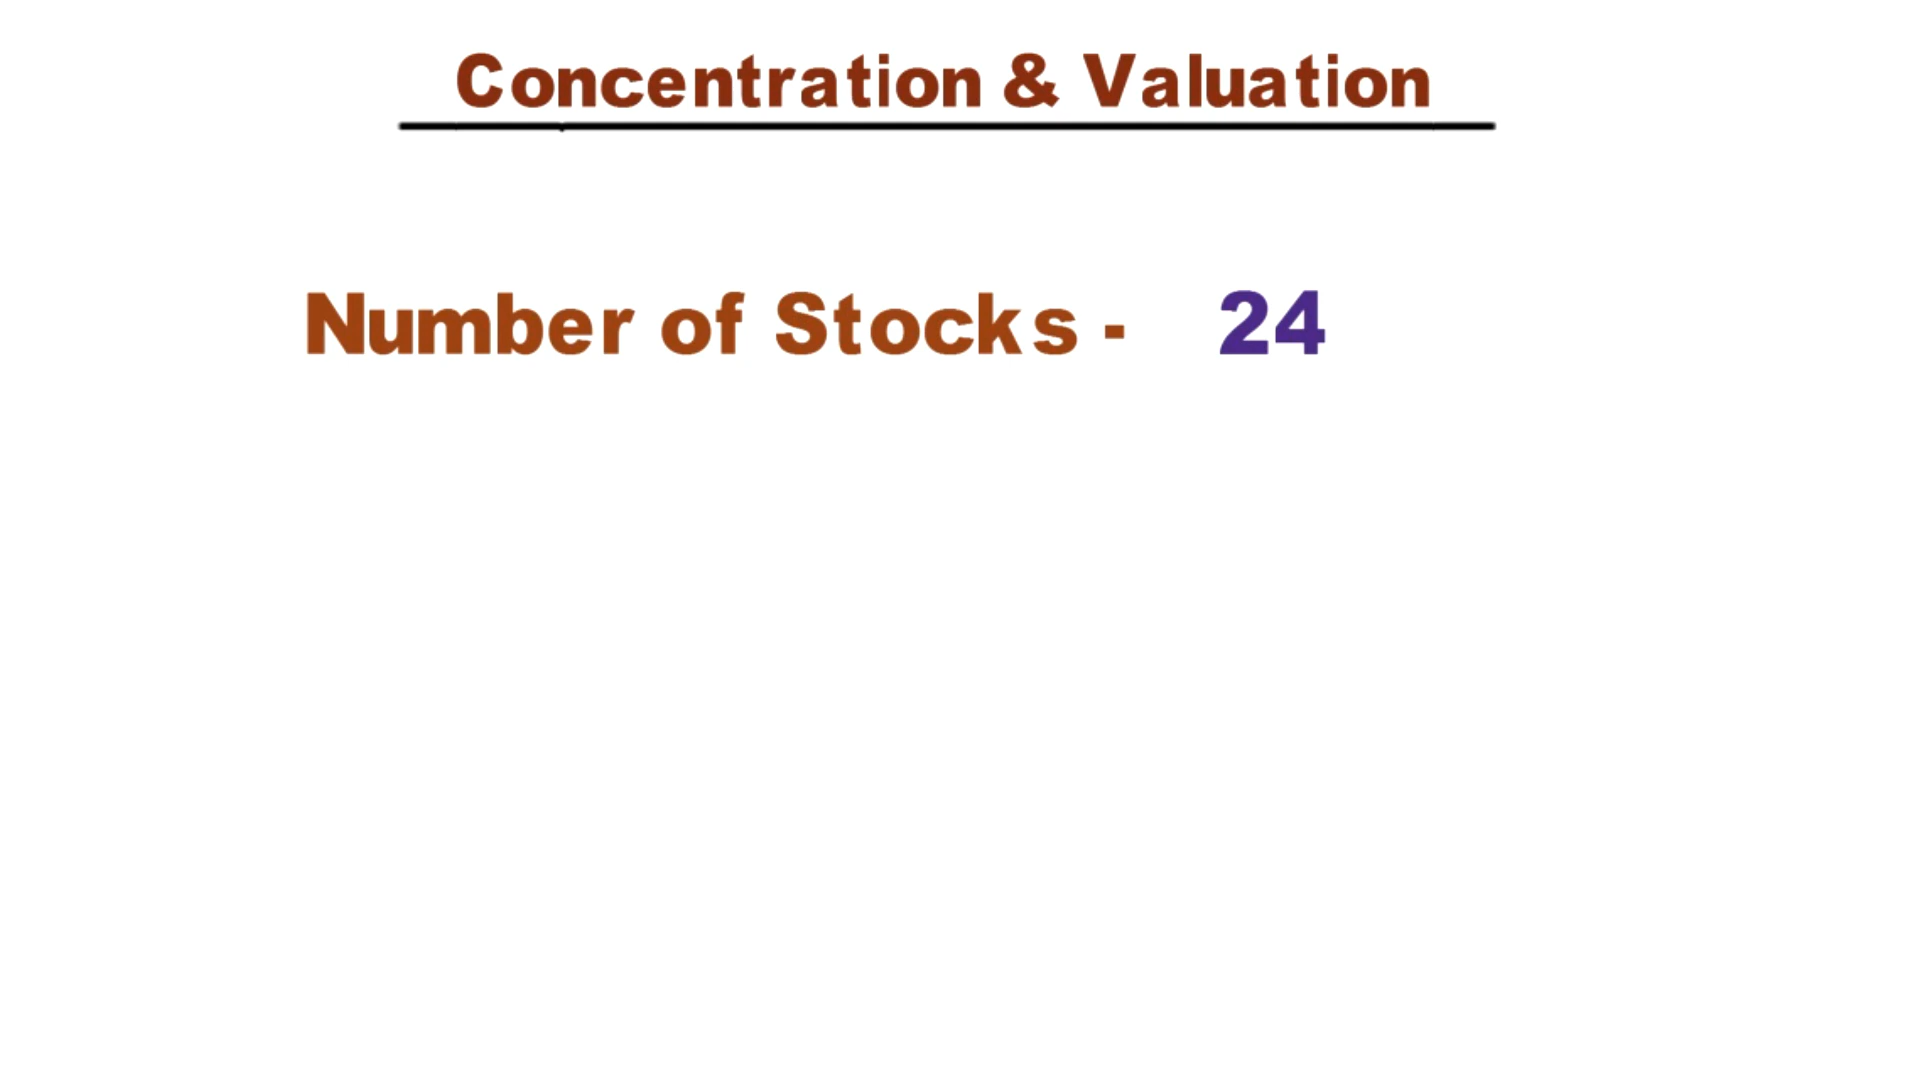 Concentration & Valuation
Number of Stocks - 24